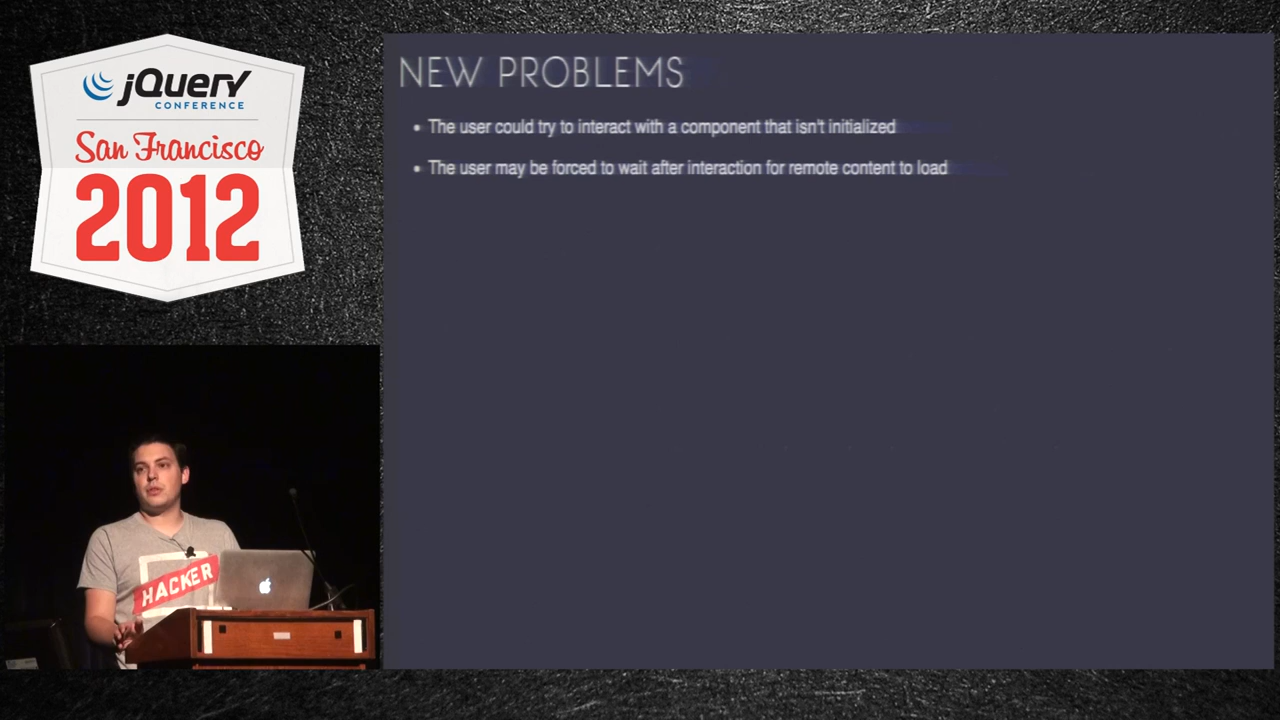 jQuery
CONFERENCE
San Francisco
2012
NEW PROBLEMS
• The user could try to interact with a component that isn't initialized
• The user may be forced to wait after interaction for remote content to load
HACKER